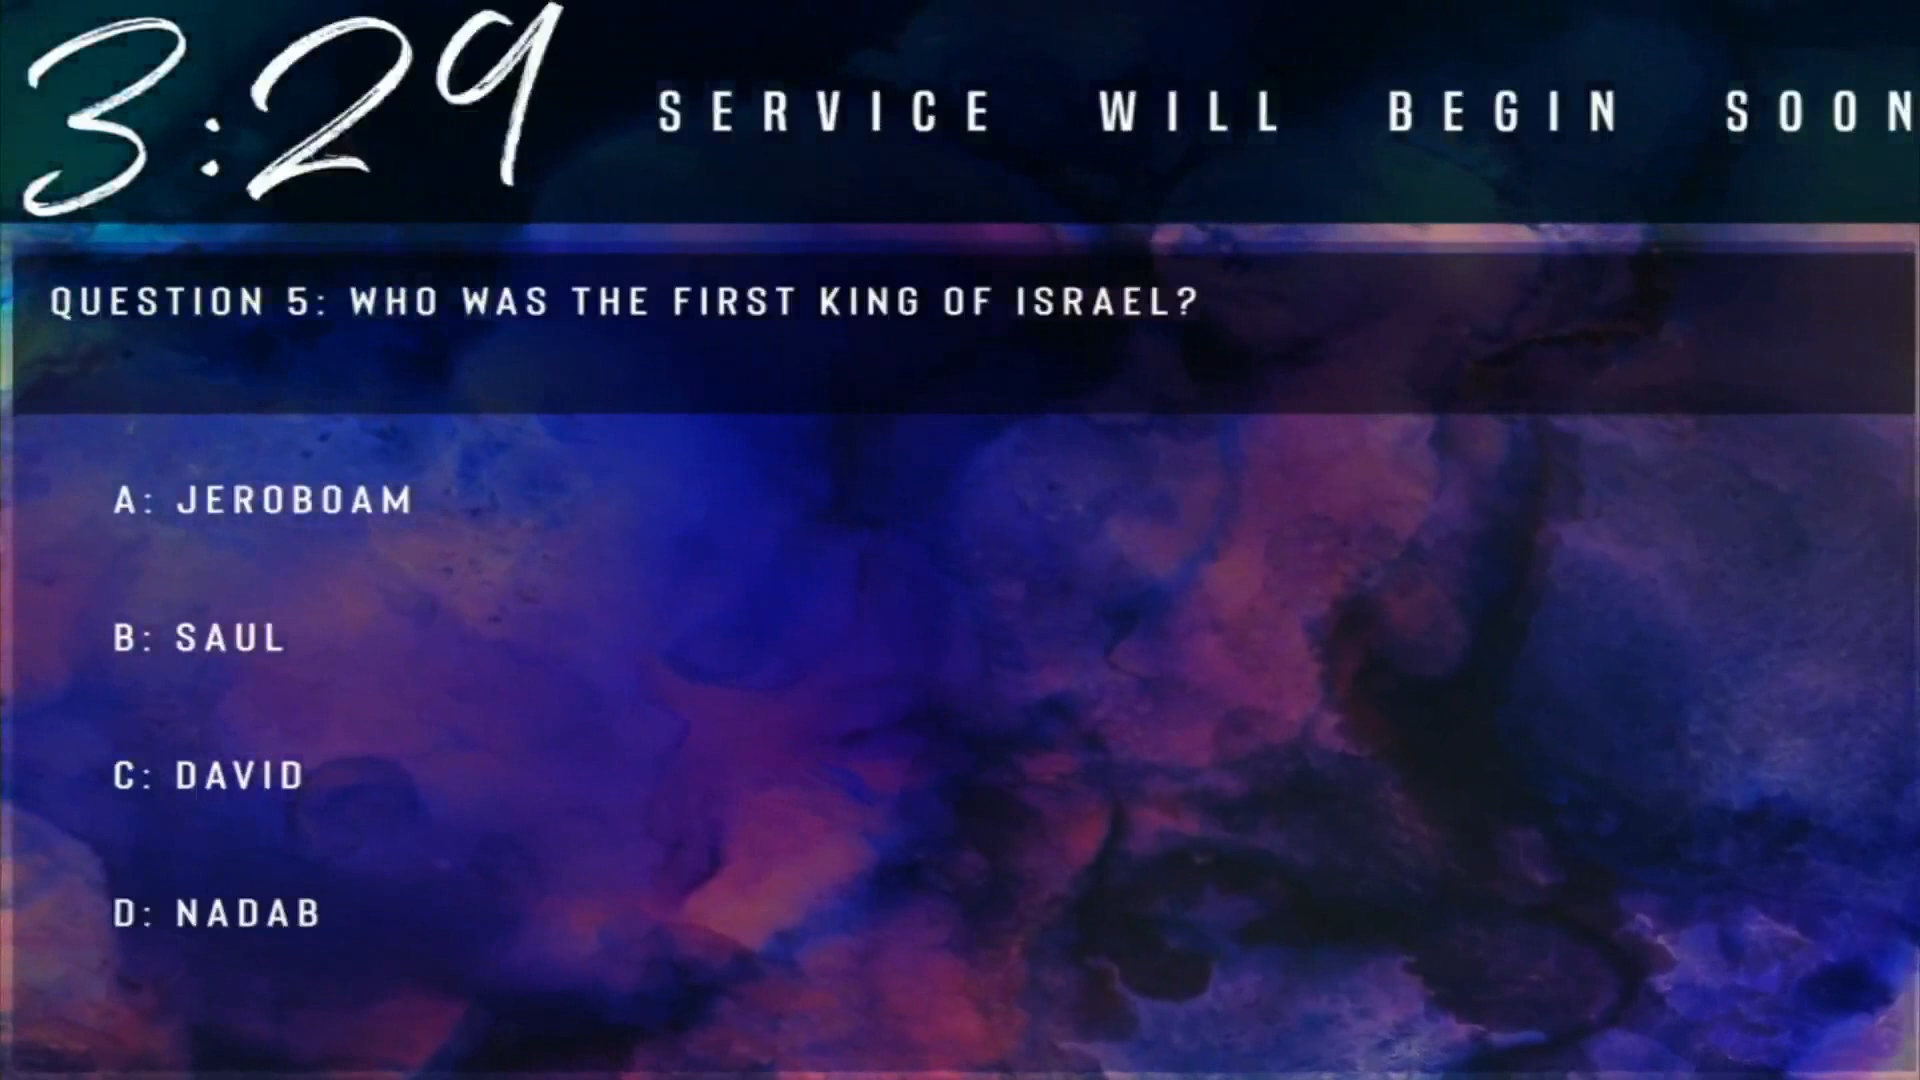 3:29
SERVICE WILL BEGIN SOON
QUESTION 5: WHO WAS THE FIRST KING OF ISRAEL?
A: JEROBOAM
B: SAUL
C: DAVID
D: NADAB